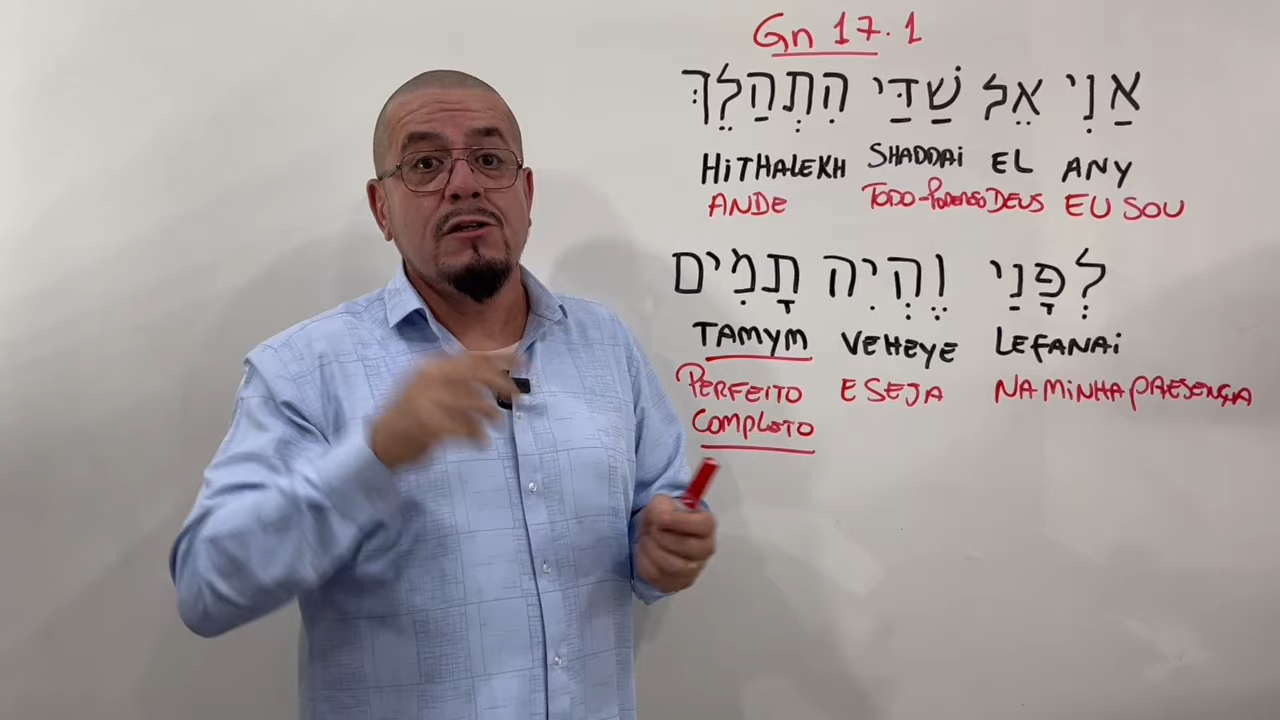 Gn 17.1
אַנִי אֵל שַׁדַּי הִתְהַלֵךְ
HiTHALEKH SHADDAi EL ANY
ANDE TODO-PODEROSO DEUS EU SOU
לְפָנַי וֶהְיִה תָמִים
TAMYM VEHEYE LEFANAi
PERFEITO E SEJA NA MiNHA PRESENÇA
COMPLETO